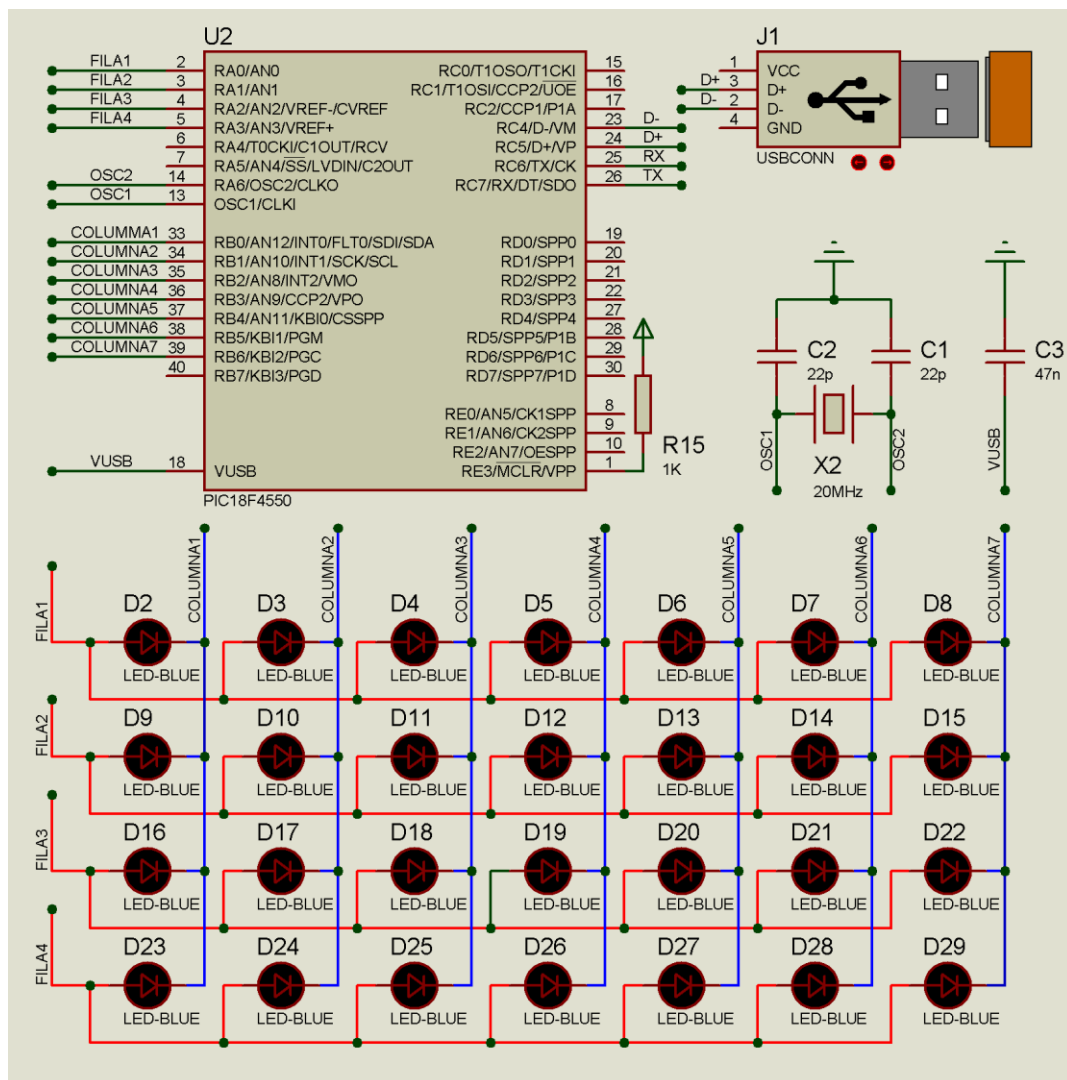 U2
FILA1 2 RA0/AN0
FILA2 3 RA1/AN1
FILA3 4 RA2/AN2/VREF-/CVREF
FILA4 5 RA3/AN3/VREF+
6 RA4/T0CKI/C1OUT/RCV
7 RA5/AN4/SS/LVDIN/C2OUT
OSC2 14 RA6/OSC2/CLKO
OSC1 13 OSC1/CLKI
COLUMMA1 33 RB0/AN12/INT0/FLT0/SDI/SDA
COLUMNA2 34 RB1/AN10/INT1/SCK/SCL
COLUMNA3 35 RB2/AN8/INT2/VMO
COLUMNA4 36 RB3/AN9/CCP2/VPO
COLUMNA5 37 RB4/AN11/KBI0/CSSPP
COLUMNA6 38 RB5/KBI1/PGM
COLUMNA7 39 RB6/KBI2/PGC
40 RB7/KBI3/PGD
VUSB 18 VUSB
RC0/T1OSO/T1CKI 15
RC1/T1OSI/CCP2/UOE 16
RC2/CCP1/P1A 17
RC4/D-/VM 23 D-
RC5/D+/VP 24 D+
RC6/TX/CK 25 RX
RC7/RX/DT/SDO 26 TX
RD0/SPP0 19
RD1/SPP1 20
RD2/SPP2 21
RD3/SPP3 22
RD4/SPP4 27
RD5/SPP5/P1B 28
RD6/SPP6/P1C 29
RD7/SPP7/P1D 30
RE0/AN5/CK1SPP 8
RE1/AN6/CK2SPP 9
RE2/AN7/OESPP 10
RE3/MCLR/VPP 1
PIC18F4550
R15
1K
J1
1 VCC
D+ 3 D+
D- 2 D-
4 GND
USBCONN
C2
22p
C1
22p
C3
47n
OSC1
OSC2
VUSB
X2
20MHz
COLUMNA1
COLUMNA2
COLUMNA3
COLUMNA4
COLUMNA5
COLUMNA6
COLUMNA7
FILA1
D2 D3 D4 D5 D6 D7 D8
LED-BLUE LED-BLUE LED-BLUE LED-BLUE LED-BLUE LED-BLUE LED-BLUE
FILA2
D9 D10 D11 D12 D13 D14 D15
LED-BLUE LED-BLUE LED-BLUE LED-BLUE LED-BLUE LED-BLUE LED-BLUE
FILA3
D16 D17 D18 D19 D20 D21 D22
LED-BLUE LED-BLUE LED-BLUE LED-BLUE LED-BLUE LED-BLUE LED-BLUE
FILA4
D23 D24 D25 D26 D27 D28 D29
LED-BLUE LED-BLUE LED-BLUE LED-BLUE LED-BLUE LED-BLUE LED-BLUE